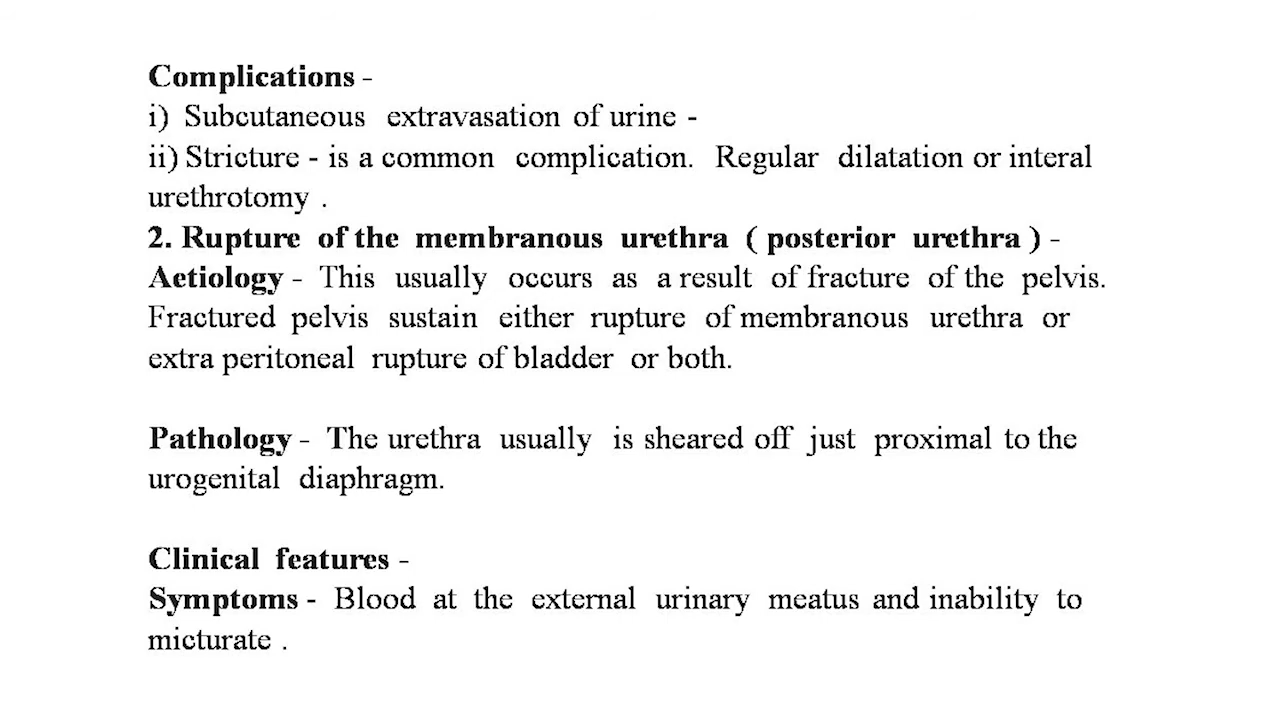 Complications -
i) Subcutaneous extravasation of urine -
ii) Stricture - is a common complication. Regular dilatation or interal
urethrotomy .
2. Rupture of the membranous urethra ( posterior urethra ) -
Aetiology - This usually occurs as a result of fracture of the pelvis.
Fractured pelvis sustain either rupture of membranous urethra or
extra peritoneal rupture of bladder or both.
Pathology - The urethra usually is sheared off just proximal to the
urogenital diaphragm.
Clinical features -
Symptoms - Blood at the external urinary meatus and inability to
micturate .